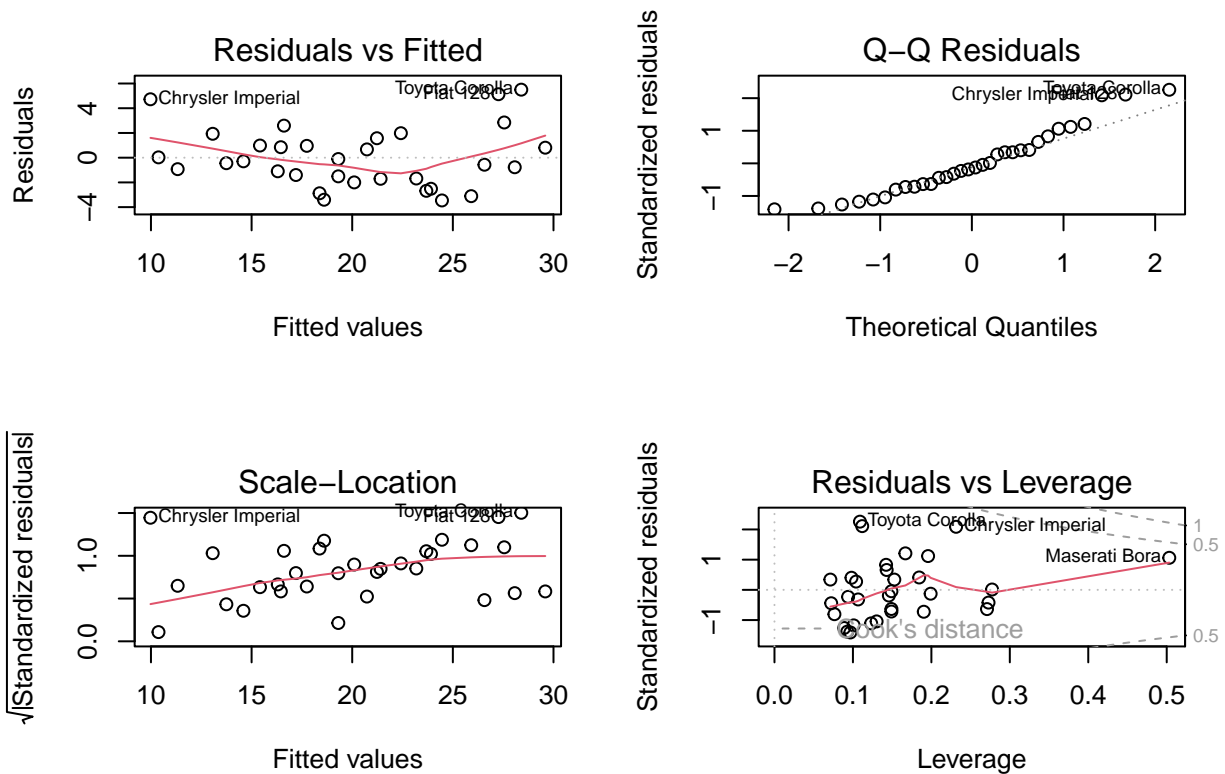 Residuals vs Fitted
Residuals
4
0
−4
Toyota Corolla
Fiat 128
Chrysler Imperial
10 15 20 25 30
Fitted values
Q−Q Residuals
Standardized residuals
1
−1
Toyota Corolla
Fiat 128
Chrysler Imperial
−2 −1 0 1 2
Theoretical Quantiles
Scale−Location
√|Standardized residuals|
1.0
0.0
Toyota Corolla
Fiat 128
Chrysler Imperial
10 15 20 25 30
Fitted values
Residuals vs Leverage
Standardized residuals
1
−1
Toyota Corolla
Chrysler Imperial
Maserati Bora
1
0.5
0.5
Cook's distance
0.0 0.1 0.2 0.3 0.4 0.5
Leverage